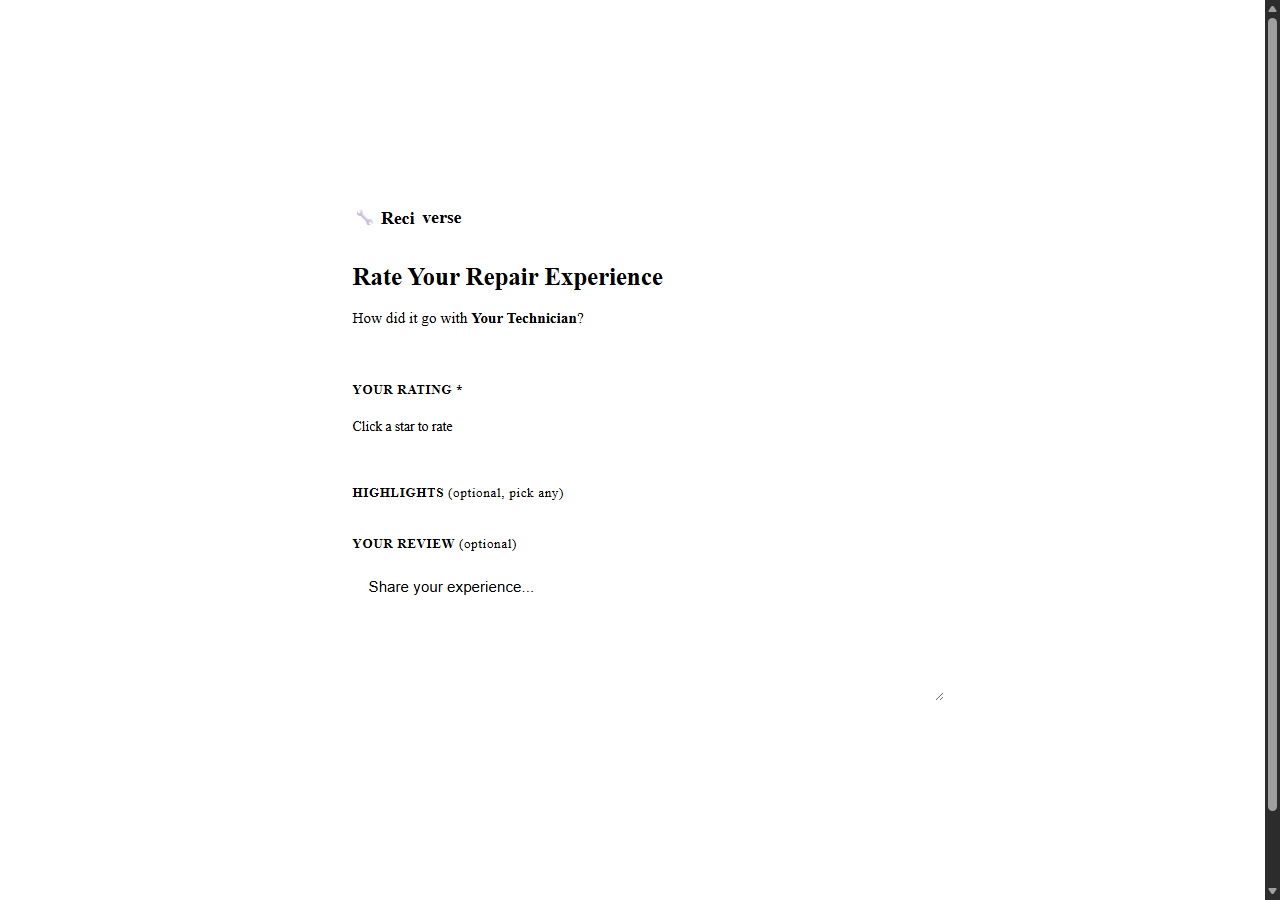 Reci verse
Rate Your Repair Experience
How did it go with Your Technician?
YOUR RATING *
Click a star to rate
HIGHLIGHTS (optional, pick any)
YOUR REVIEW (optional)
Share your experience...